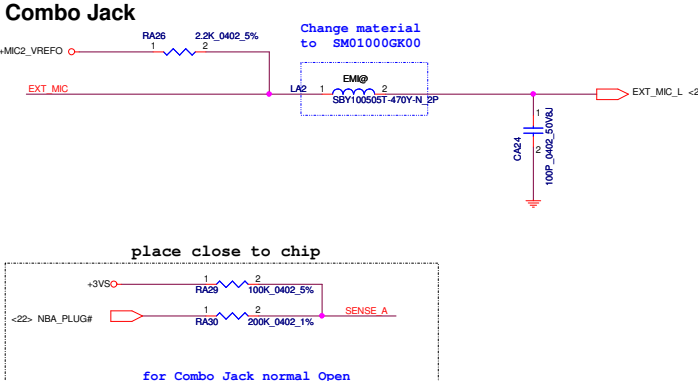 Combo Jack
Change material
to SM01000GK00
RA26 2.2K_0402_5%
+MIC2_VREFO
1 2
EXT_MIC
LA2 1 EMI@ 2
SBY100505T-470Y-N_2P
EXT_MIC_L <2
1
CA24
100P_0402_50V8J
2
place close to chip
+3VS
1 2
RA29 100K_0402_5%
<22> NBA_PLUG#
1 2
RA30 200K_0402_1%
SENSE_A
for Combo Jack normal Open